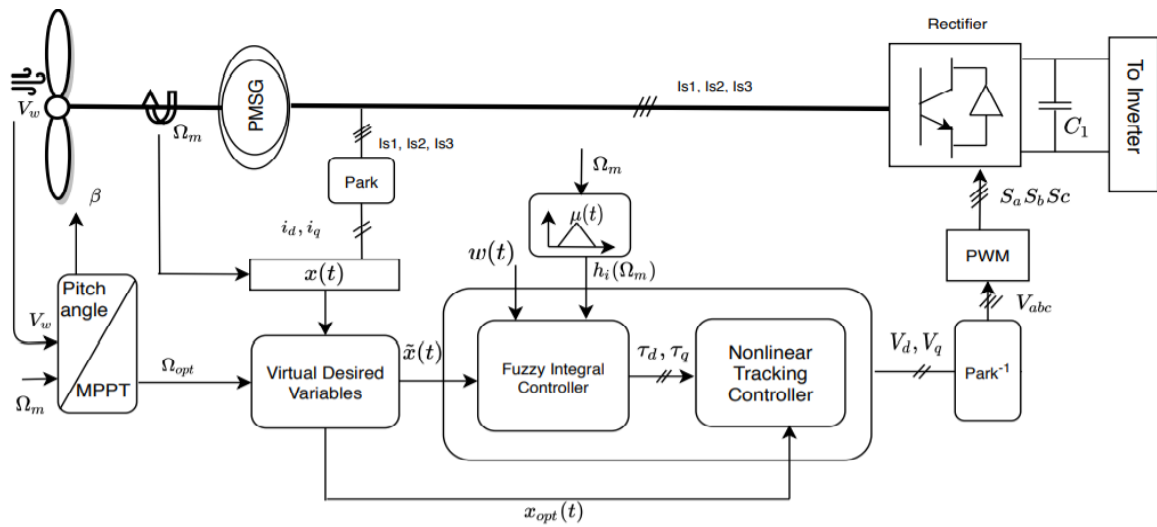 Rectifier
V_w
Ω_m
PMSG
Is1, Is2, Is3
Is1, Is2, Is3
C_1
To Inverter
Park
Ω_m
β
i_d, i_q
μ(t)
S_a S_b Sc
x(t)
w(t)
h_i(Ω_m)
PWM
Pitch
angle
V_w
MPPT
Ω_m
Ω_opt
Virtual Desired
Variables
x̃(t)
Fuzzy Integral
Controller
τ_d, τ_q
Nonlinear
Tracking
Controller
V_d, V_q
V_abc
Park⁻¹
x_opt(t)